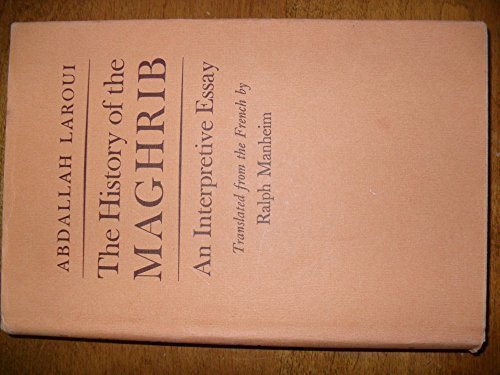 ABDALLAH LAROUI
The History of the
MAGHRIB
An Interpretive Essay
Translated from the French by
Ralph Manheim